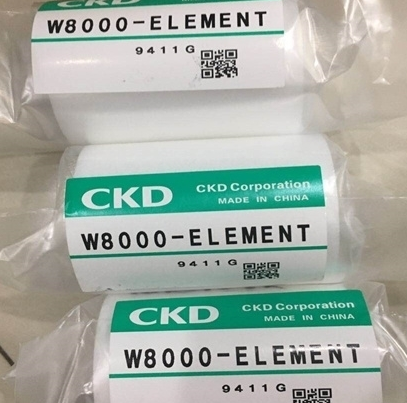 CKD
W8000-ELEMENT
9411G
CKD CKD Corporation
MADE IN CHINA
W8000-ELEMENT
9411G
CKD CKD Corporation
MADE IN CHINA
W8000-ELEMENT
9411G